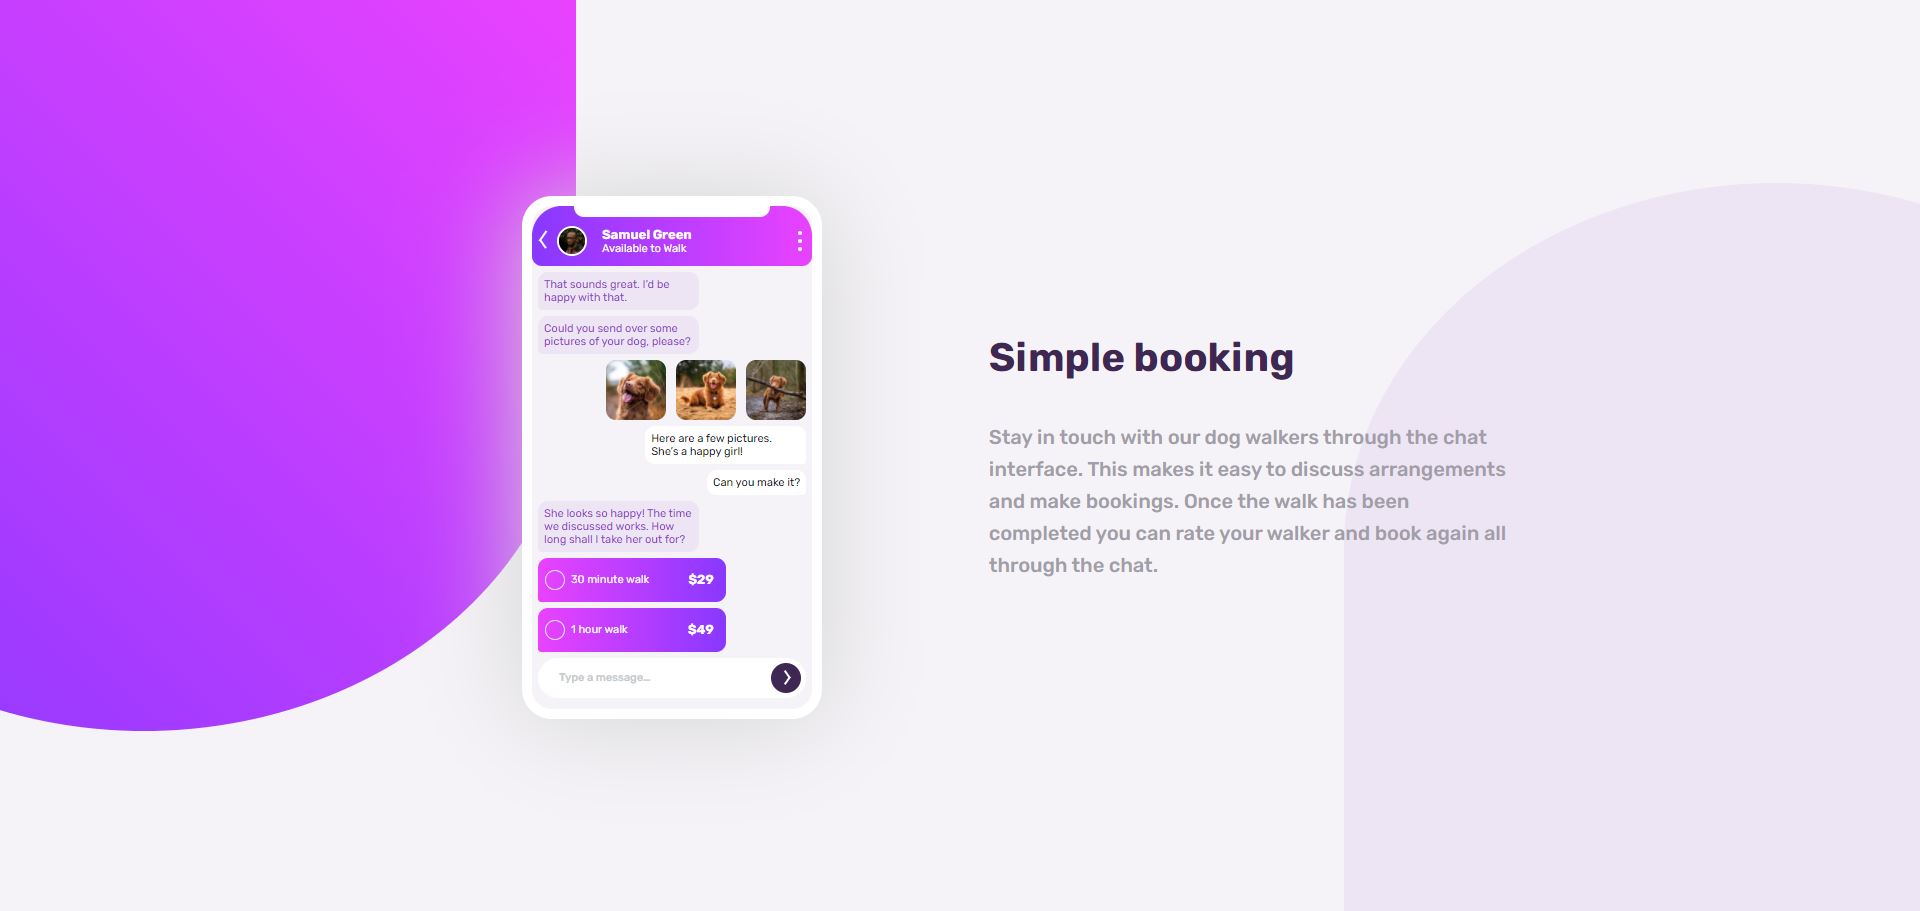 Samuel Green
Available to Walk
That sounds great. I'd be
happy with that.
Could you send over some
pictures of your dog, please?
Here are a few pictures.
She's a happy girl!
Can you make it?
She looks so happy! The time
we discussed works. How
long shall I take her out for?
30 minute walk $29
1 hour walk $49
Type a message...
Simple booking
Stay in touch with our dog walkers through the chat
interface. This makes it easy to discuss arrangements
and make bookings. Once the walk has been
completed you can rate your walker and book again all
through the chat.